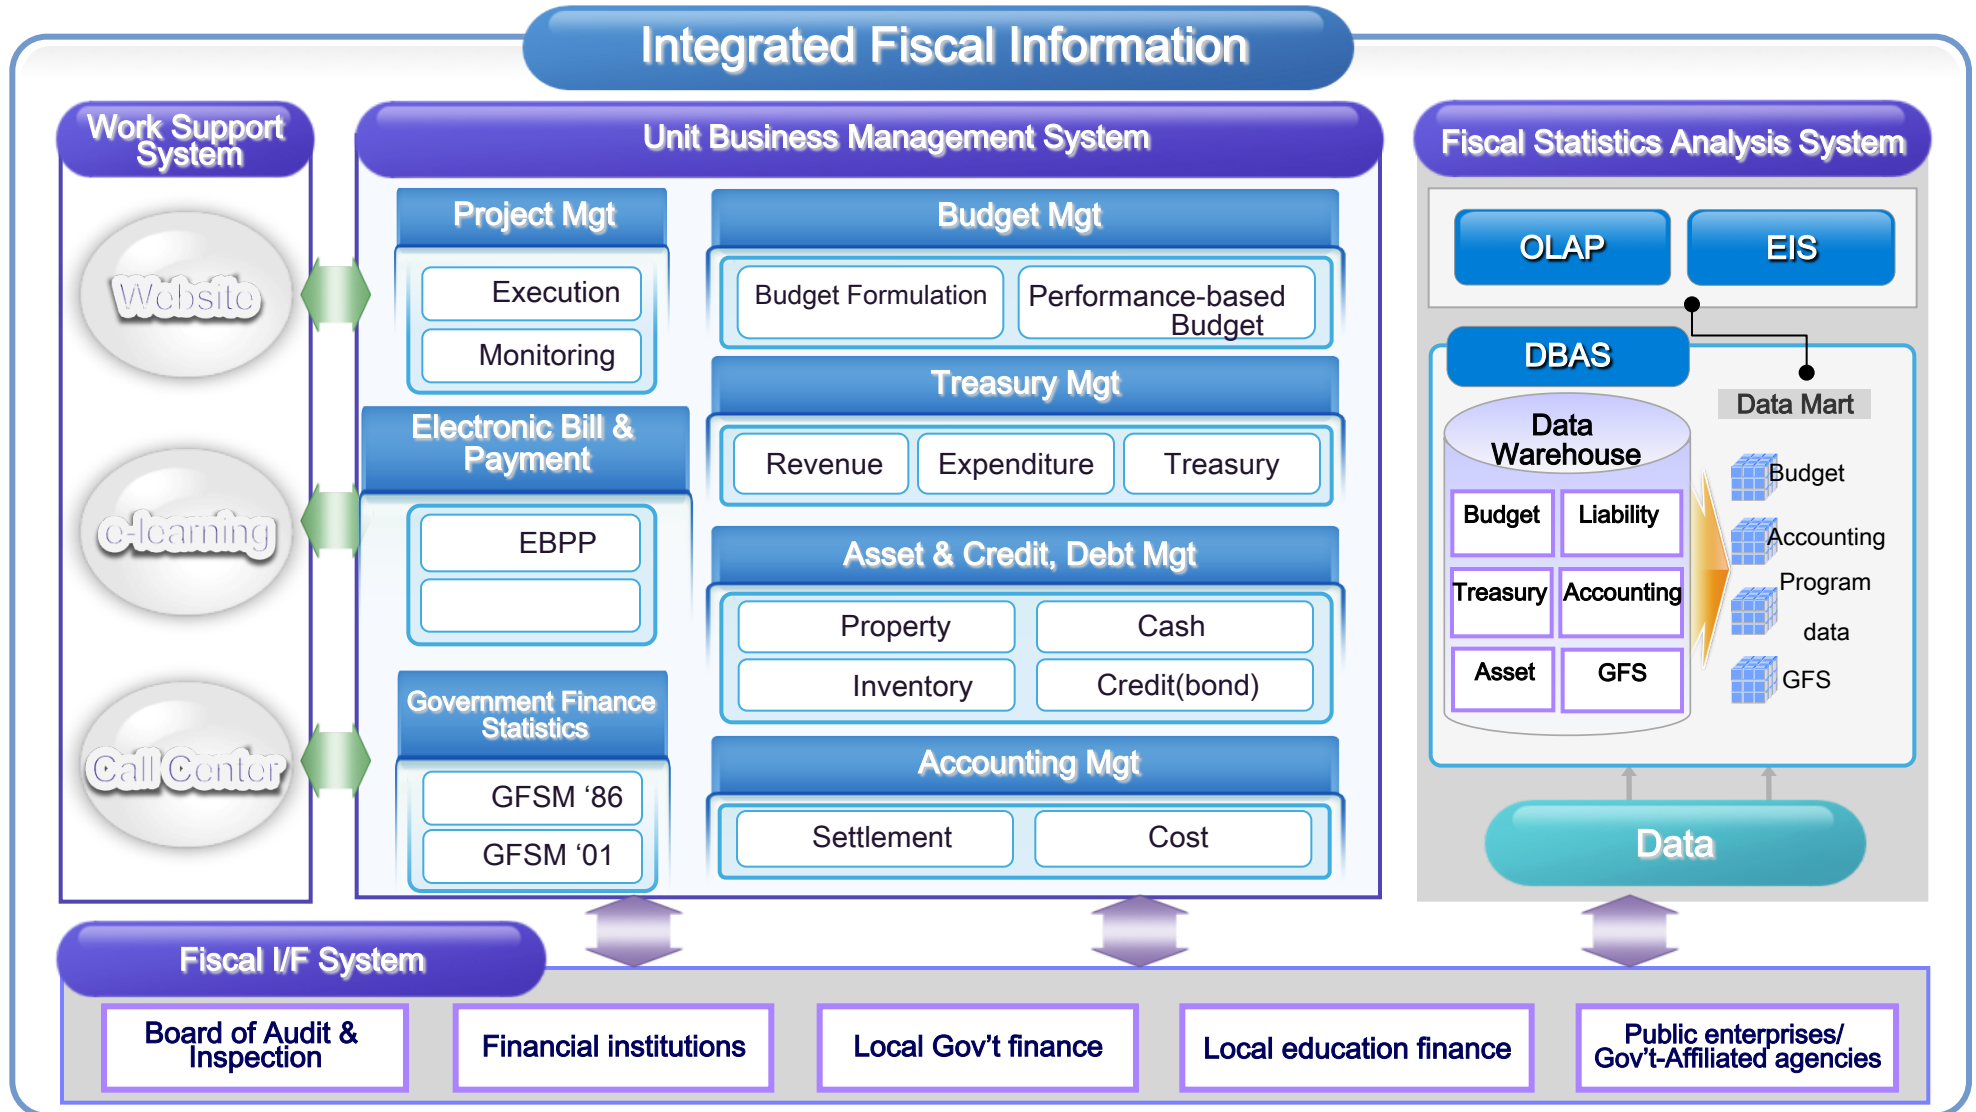 Integrated Fiscal Information
Work Support
System
Website
e-learning
Call Center
Unit Business Management System
Project Mgt
Execution
Monitoring
Electronic Bill &
Payment
EBPP
Government Finance
Statistics
GFSM ‘86
GFSM ‘01
Budget Mgt
Budget Formulation
Performance-based
Budget
Treasury Mgt
Revenue
Expenditure
Treasury
Asset & Credit, Debt Mgt
Property
Cash
Inventory
Credit(bond)
Accounting Mgt
Settlement
Cost
Fiscal Statistics Analysis System
OLAP
EIS
DBAS
Data
Warehouse
Budget
Liability
Treasury
Accounting
Asset
GFS
Data Mart
Budget
Accounting
Program
data
GFS
Data
Fiscal I/F System
Board of Audit &
Inspection
Financial institutions
Local Gov’t finance
Local education finance
Public enterprises/
Gov’t-Affiliated agencies